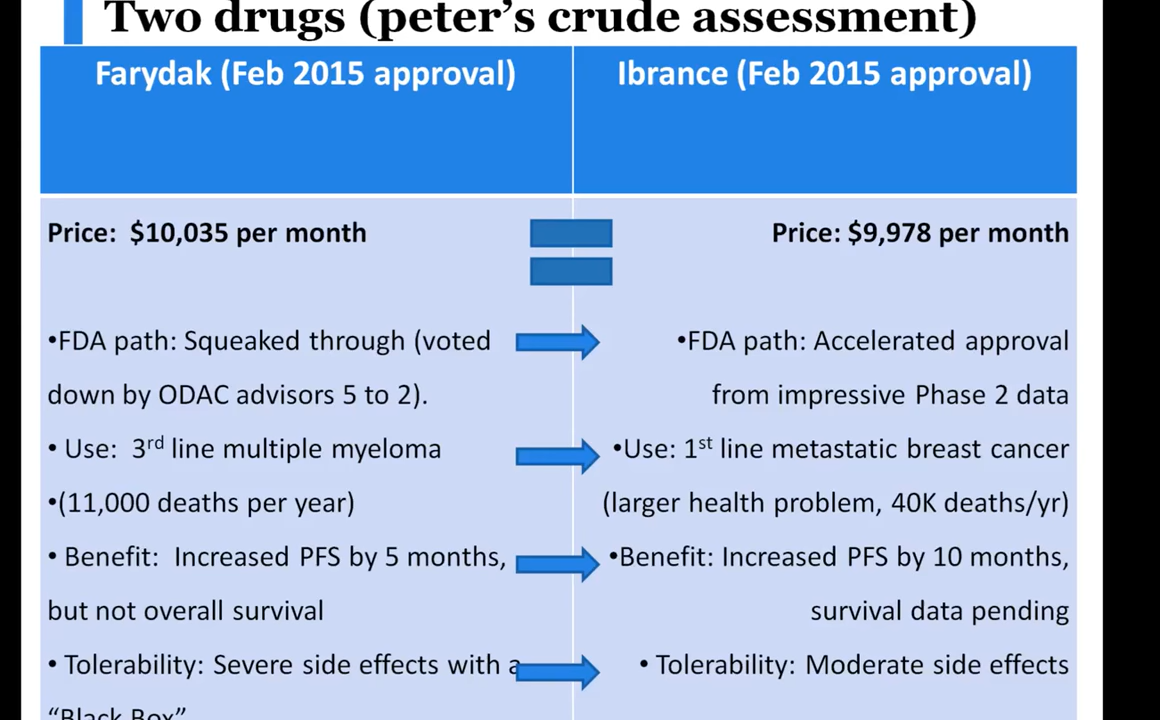 Two drugs (peter's crude assessment)
Farydak (Feb 2015 approval)
Ibrance (Feb 2015 approval)
Price: $10,035 per month
•FDA path: Squeaked through (voted
down by ODAC advisors 5 to 2).
• Use: 3rd line multiple myeloma
•(11,000 deaths per year)
• Benefit: Increased PFS by 5 months,
but not overall survival
• Tolerability: Severe side effects with a
“Black Box”
Price: $9,978 per month
•FDA path: Accelerated approval
from impressive Phase 2 data
•Use: 1st line metastatic breast cancer
(larger health problem, 40K deaths/yr)
•Benefit: Increased PFS by 10 months,
survival data pending
• Tolerability: Moderate side effects